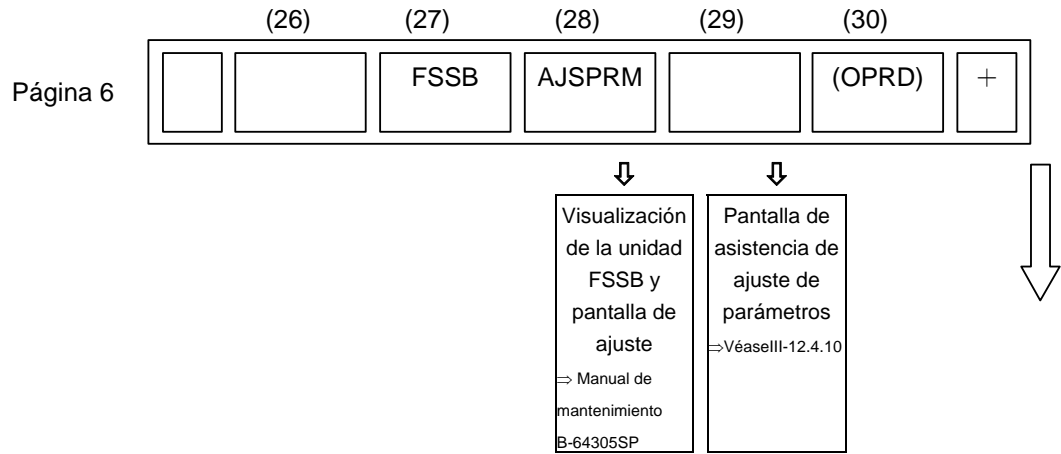 (26) (27) (28) (29) (30)
Página 6
FSSB AJSPRM (OPRD) +
Visualización
de la unidad
FSSB y
pantalla de
ajuste
⇒ Manual de
mantenimiento
B-64305SP
Pantalla de
asistencia de
ajuste de
parámetros
⇒VéaseIII-12.4.10